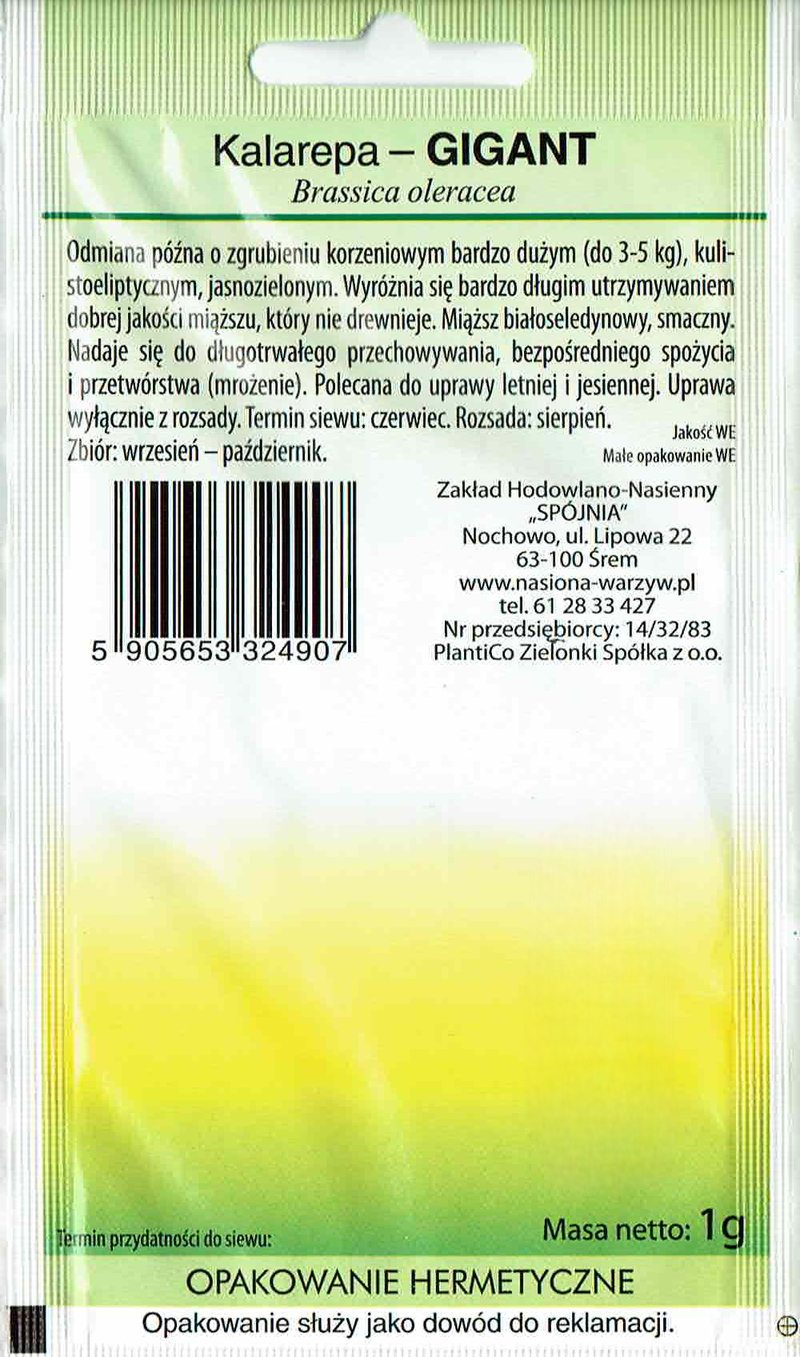 Kalarepa – GIGANT
Brassica oleracea
Odmiana późna o zgrubieniu korzeniowym bardzo dużym (do 3-5 kg), kuli-
stoeliptycznym, jasnozielonym. Wyróżnia się bardzo długim utrzymywaniem
dobrej jakości miąższu, który nie drewnieje. Miąższ białoseledynowy, smaczny.
Nadaje się do długotrwałego przechowywania, bezpośredniego spożycia
i przetwórstwa (mrożenie). Polecana do uprawy letniej i jesiennej. Uprawa
wyłącznie z rozsady. Termin siewu: czerwiec. Rozsada: sierpień.
Zbiór: wrzesień – październik.
Jakość WE
Małe opakowanie WE
5 905653 324907
Zakład Hodowlano-Nasienny
„SPÓJNIA”
Nochowo, ul. Lipowa 22
63-100 Śrem
www.nasiona-warzyw.pl
tel. 61 28 33 427
Nr przedsiębiorcy: 14/32/83
PlantiCo Zielonki Spółka z o.o.
Termin przydatności do siewu:
Masa netto: 1g
OPAKOWANIE HERMETYCZNE
Opakowanie służy jako dowód do reklamacji.